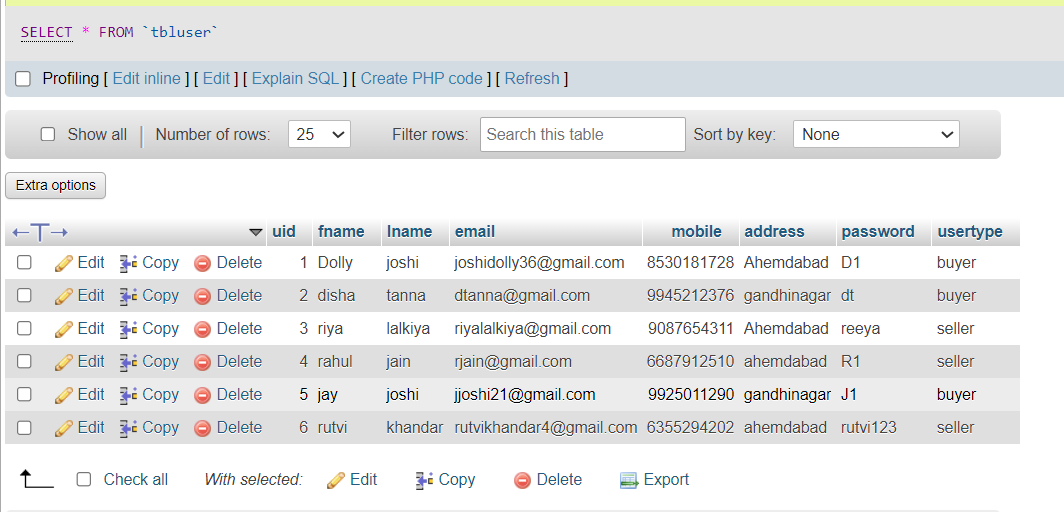 SELECT * FROM `tbluser`
Profiling [ Edit inline ] [ Edit ] [ Explain SQL ] [ Create PHP code ] [ Refresh ]
Show all Number of rows: 25 Filter rows: Search this table Sort by key: None
Extra options
uid fname lname email mobile address password usertype
Edit Copy Delete 1 Dolly joshi joshidolly36@gmail.com 8530181728 Ahemdabad D1 buyer
Edit Copy Delete 2 disha tanna dtanna@gmail.com 9945212376 gandhinagar dt buyer
Edit Copy Delete 3 riya lalkiya riyalalkiya@gmail.com 9087654311 Ahemdabad reeya seller
Edit Copy Delete 4 rahul jain rjain@gmail.com 6687912510 ahemdabad R1 seller
Edit Copy Delete 5 jay joshi jjoshi21@gmail.com 9925011290 gandhinagar J1 buyer
Edit Copy Delete 6 rutvi khandar rutvikhandar4@gmail.com 6355294202 ahemdabad rutvi123 seller
Check all With selected: Edit Copy Delete Export